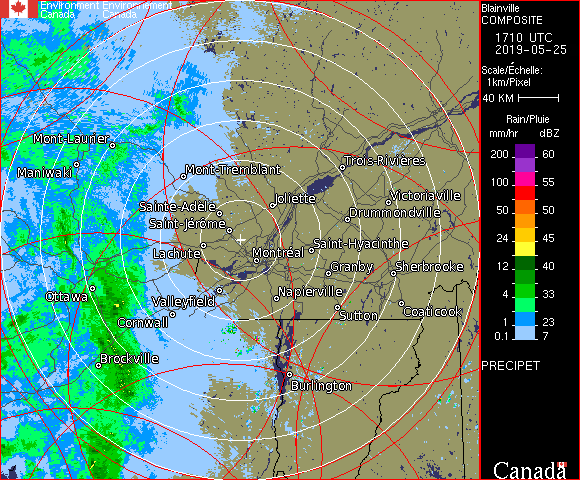 Environment Environnement
Canada Canada
Blainville
COMPOSITE
1710 UTC
2019-05-25
Scale/Échelle:
1km/Pixel
40 KM
Rain/Pluie
mm/hr dBZ
200 60
100 55
50 50
24 45
12 40
4 33
1 23
0.1 7
PRECIPET
Mont-Laurier
Maniwaki
Mont-Tremblant
Trois-Rivières
Joliette
Victoriaville
Sainte-Adèle
Drummondville
Saint-Jérôme
Lachute
Montréal
Saint-Hyacinthe
Granby
Sherbrooke
Ottawa
Valleyfield
Napierville
Cornwall
Sutton
Coaticook
Brockville
Burlington
Canada